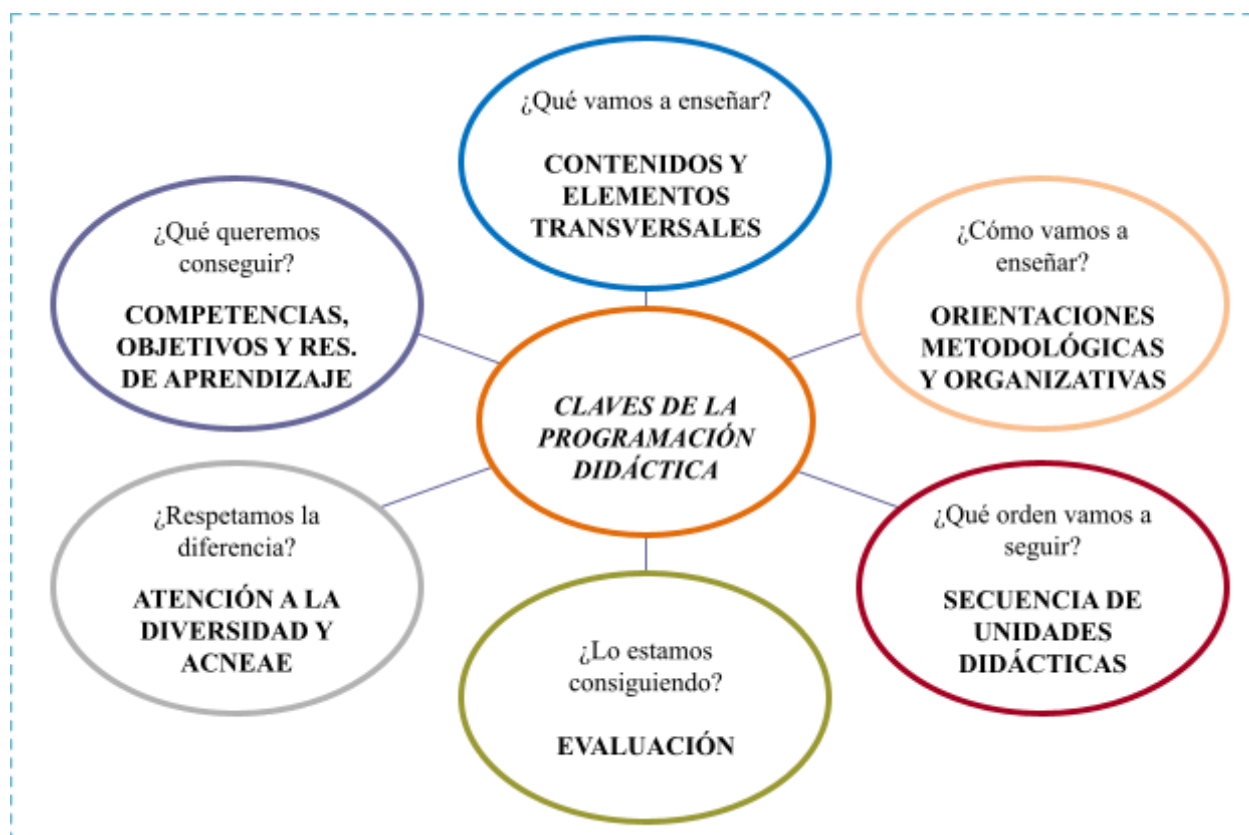 ¿Qué vamos a enseñar?
CONTENIDOS Y
ELEMENTOS
TRANSVERSALES
¿Qué queremos
conseguir?
COMPETENCIAS,
OBJETIVOS Y RES.
DE APRENDIZAJE
¿Cómo vamos a
enseñar?
ORIENTACIONES
METODOLÓGICAS
Y ORGANIZATIVAS
CLAVES DE LA
PROGRAMACIÓN
DIDÁCTICA
¿Respetamos la
diferencia?
ATENCIÓN A LA
DIVERSIDAD Y
ACNEAE
¿Qué orden vamos a
seguir?
SECUENCIA DE
UNIDADES
DIDÁCTICAS
¿Lo estamos
consiguiendo?
EVALUACIÓN